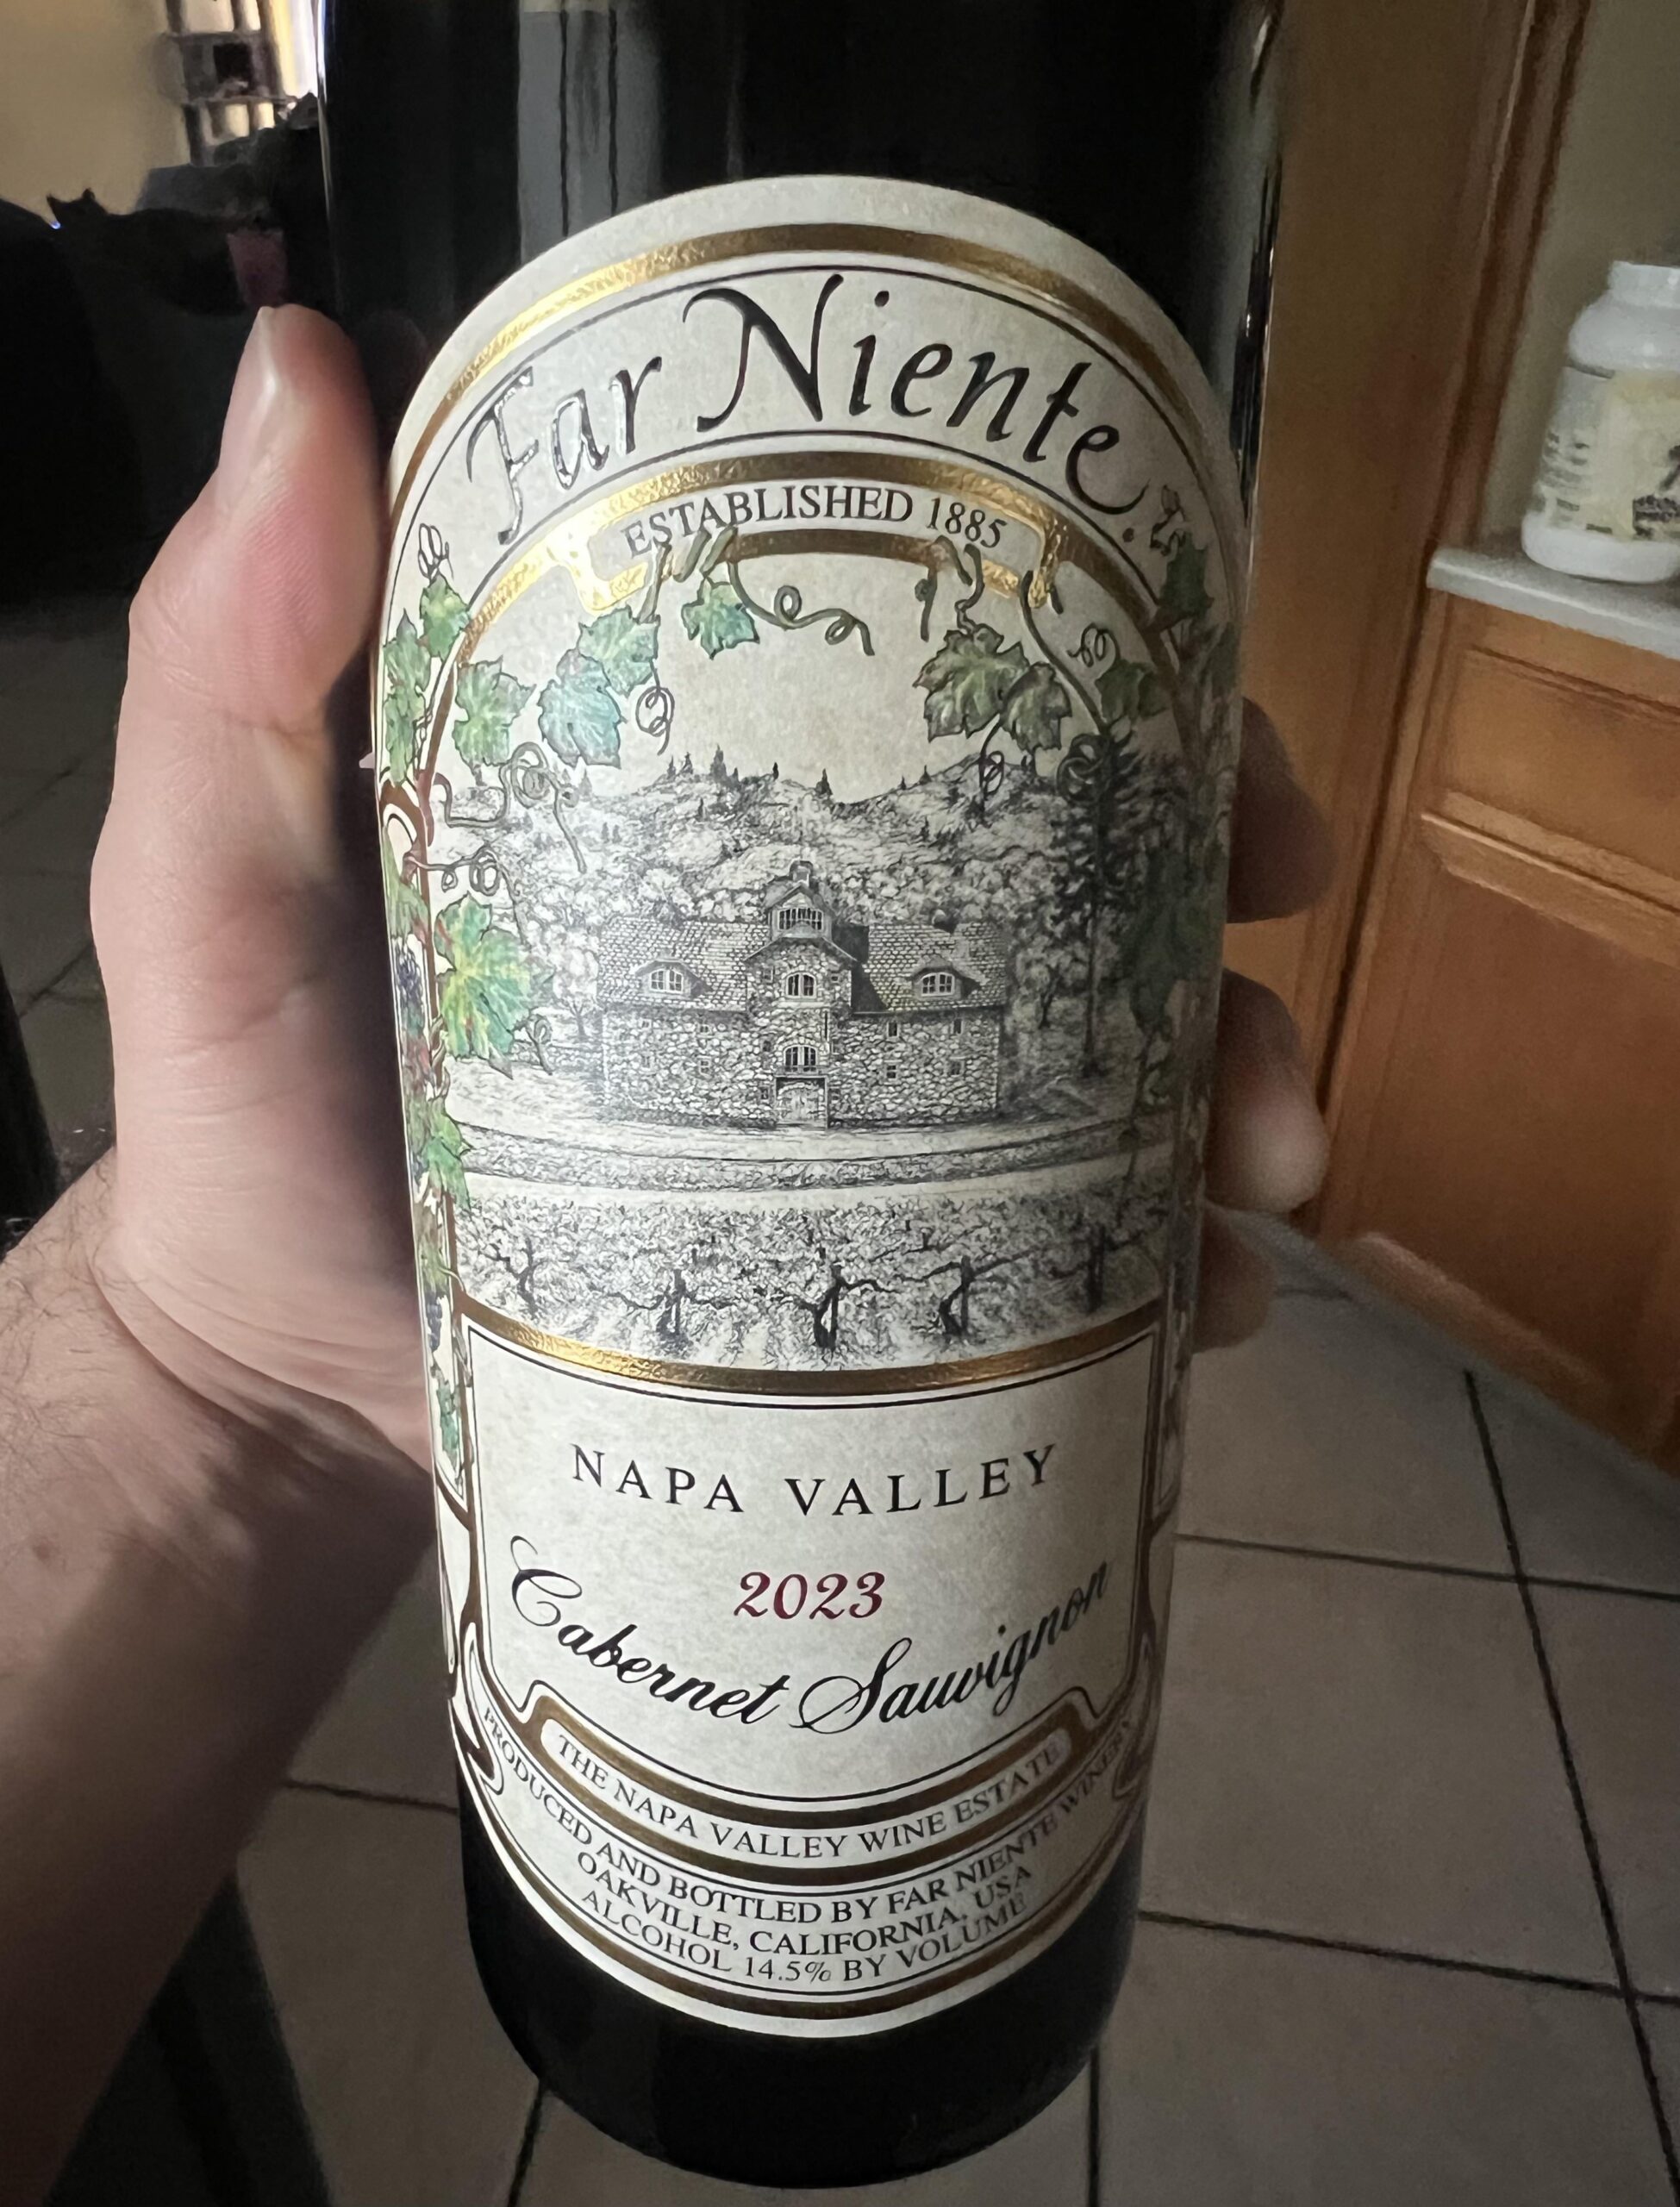 Far Niente.
ESTABLISHED 1885
NAPA VALLEY
2023
Cabernet Sauvignon
THE NAPA VALLEY WINE ESTATE
PRODUCED AND BOTTLED BY FAR NIENTE WINERY
OAKVILLE, CALIFORNIA, USA
ALCOHOL 14.5% BY VOLUME